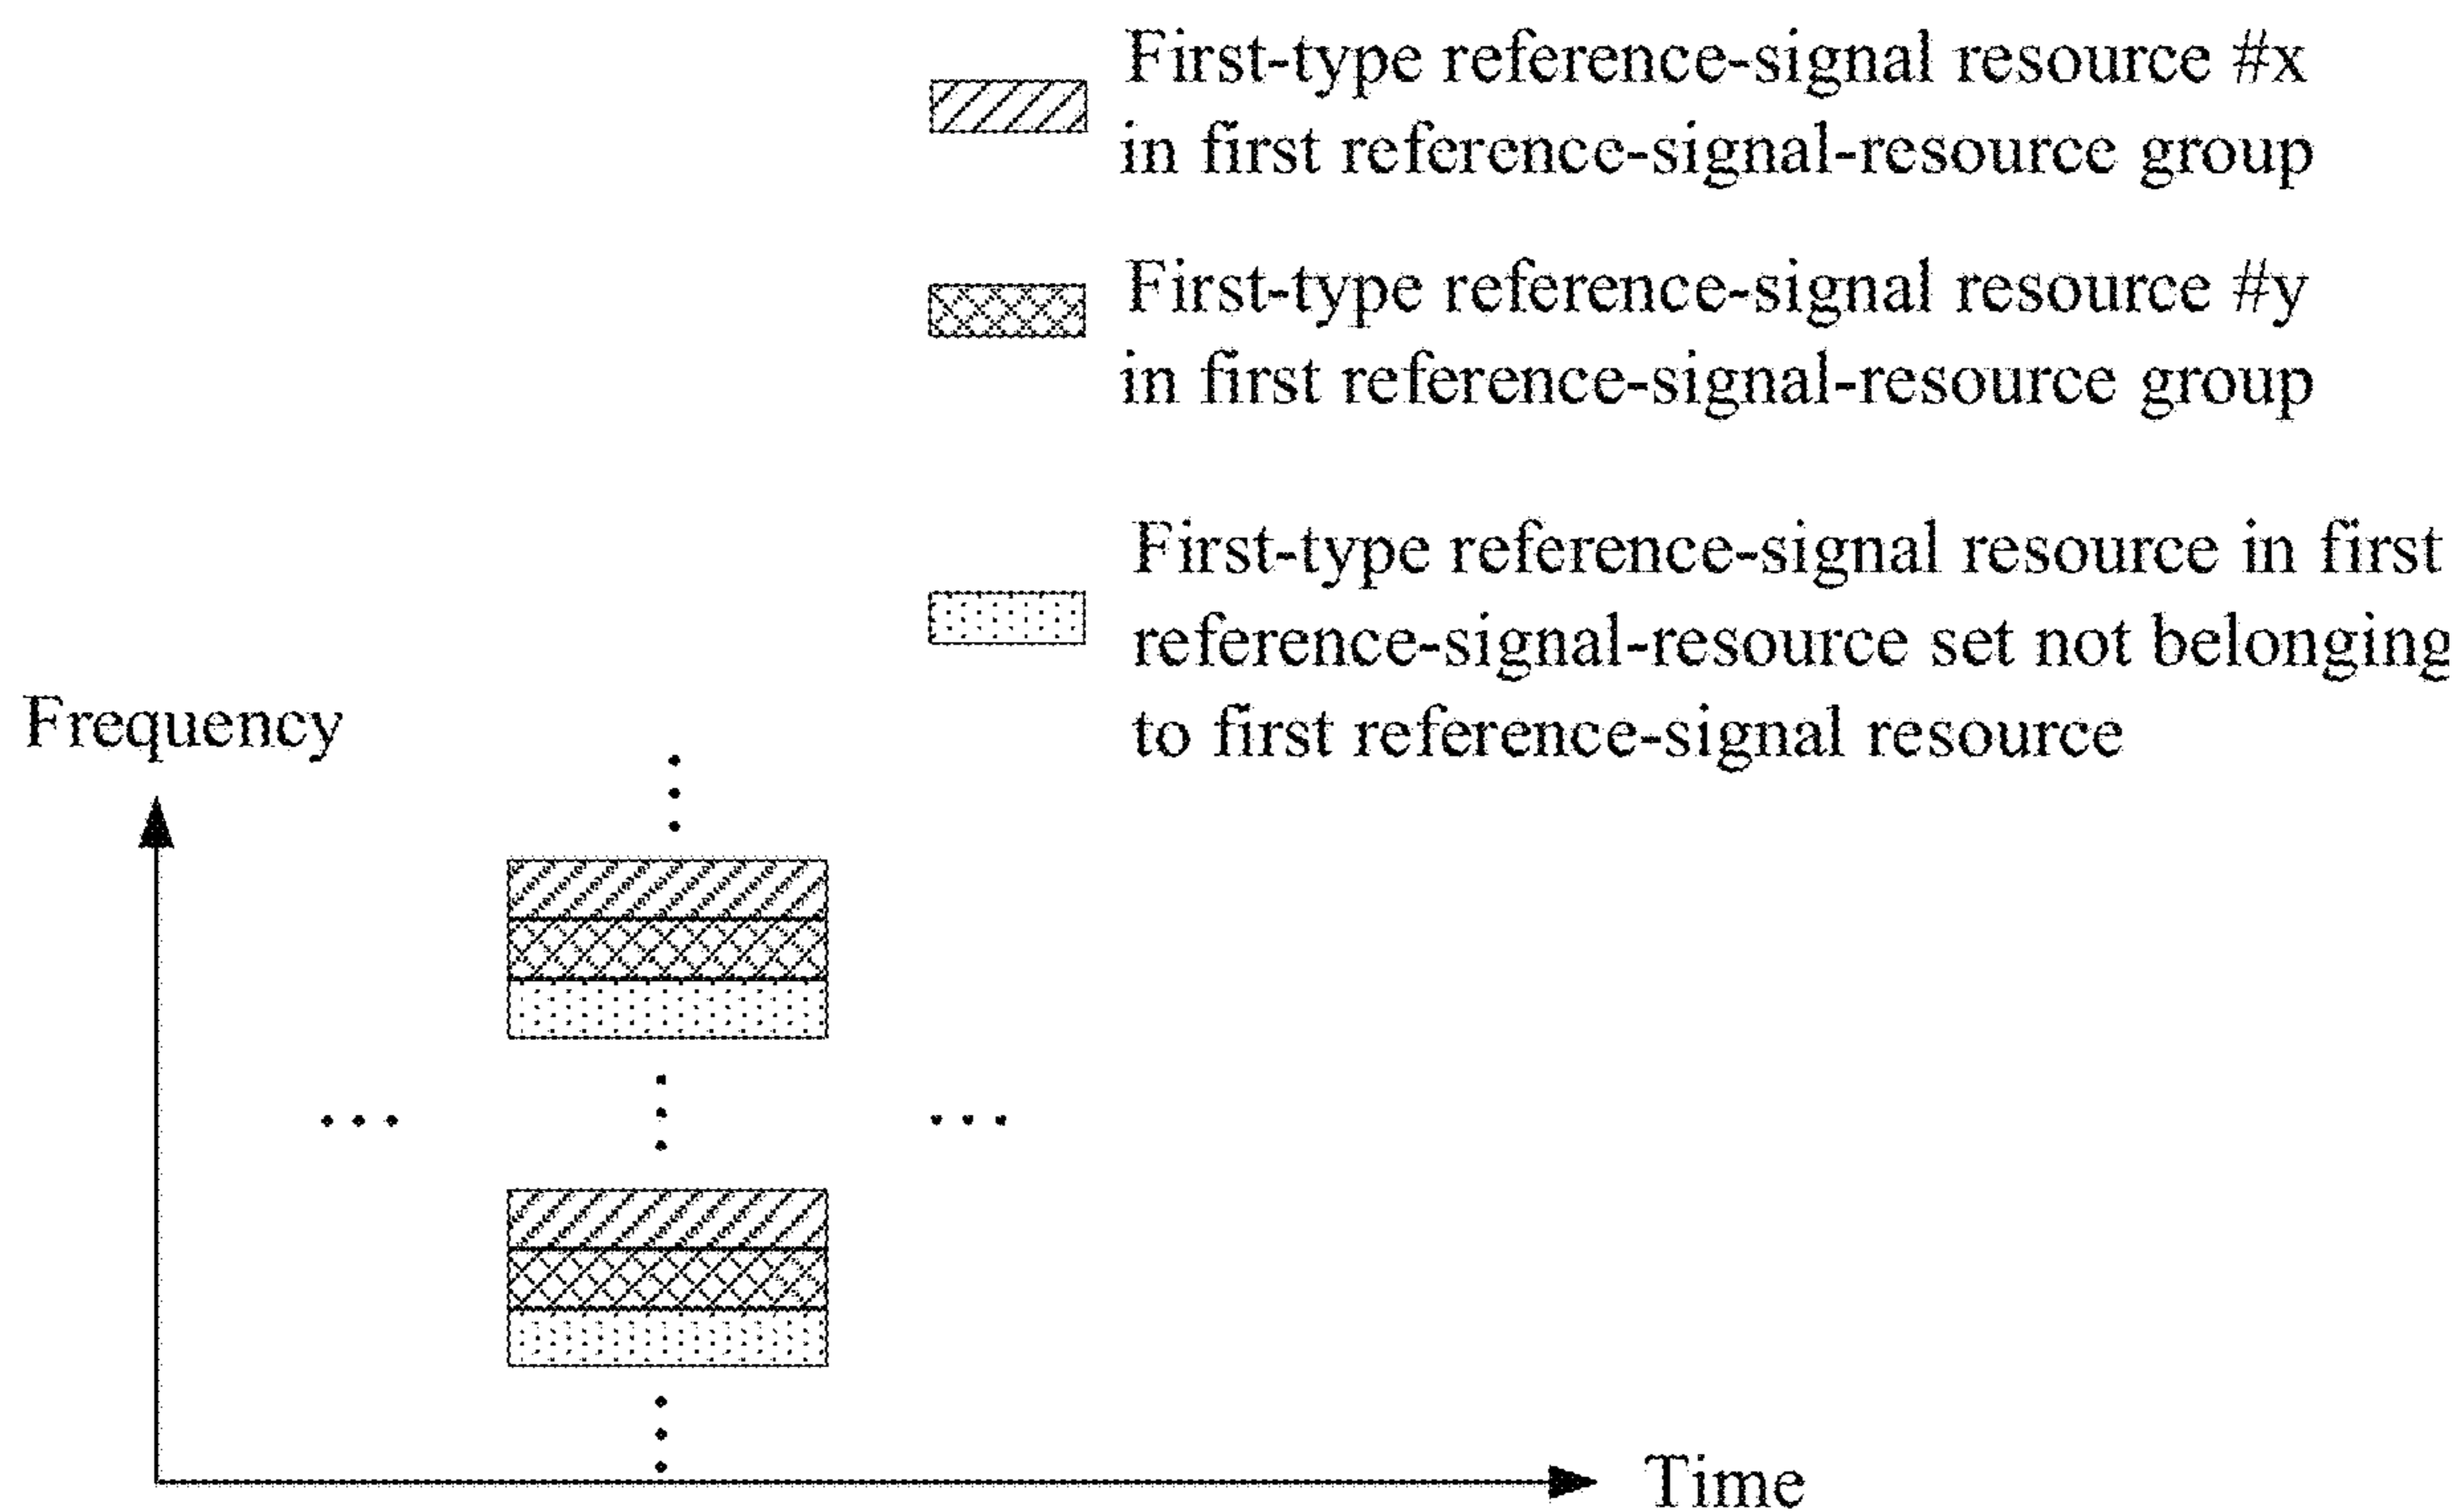 First-type reference-signal resource #x
in first reference-signal-resource group
First-type reference-signal resource #y
in first reference-signal-resource group
First-type reference-signal resource in first
reference-signal-resource set not belonging
to first reference-signal resource
Frequency
Time